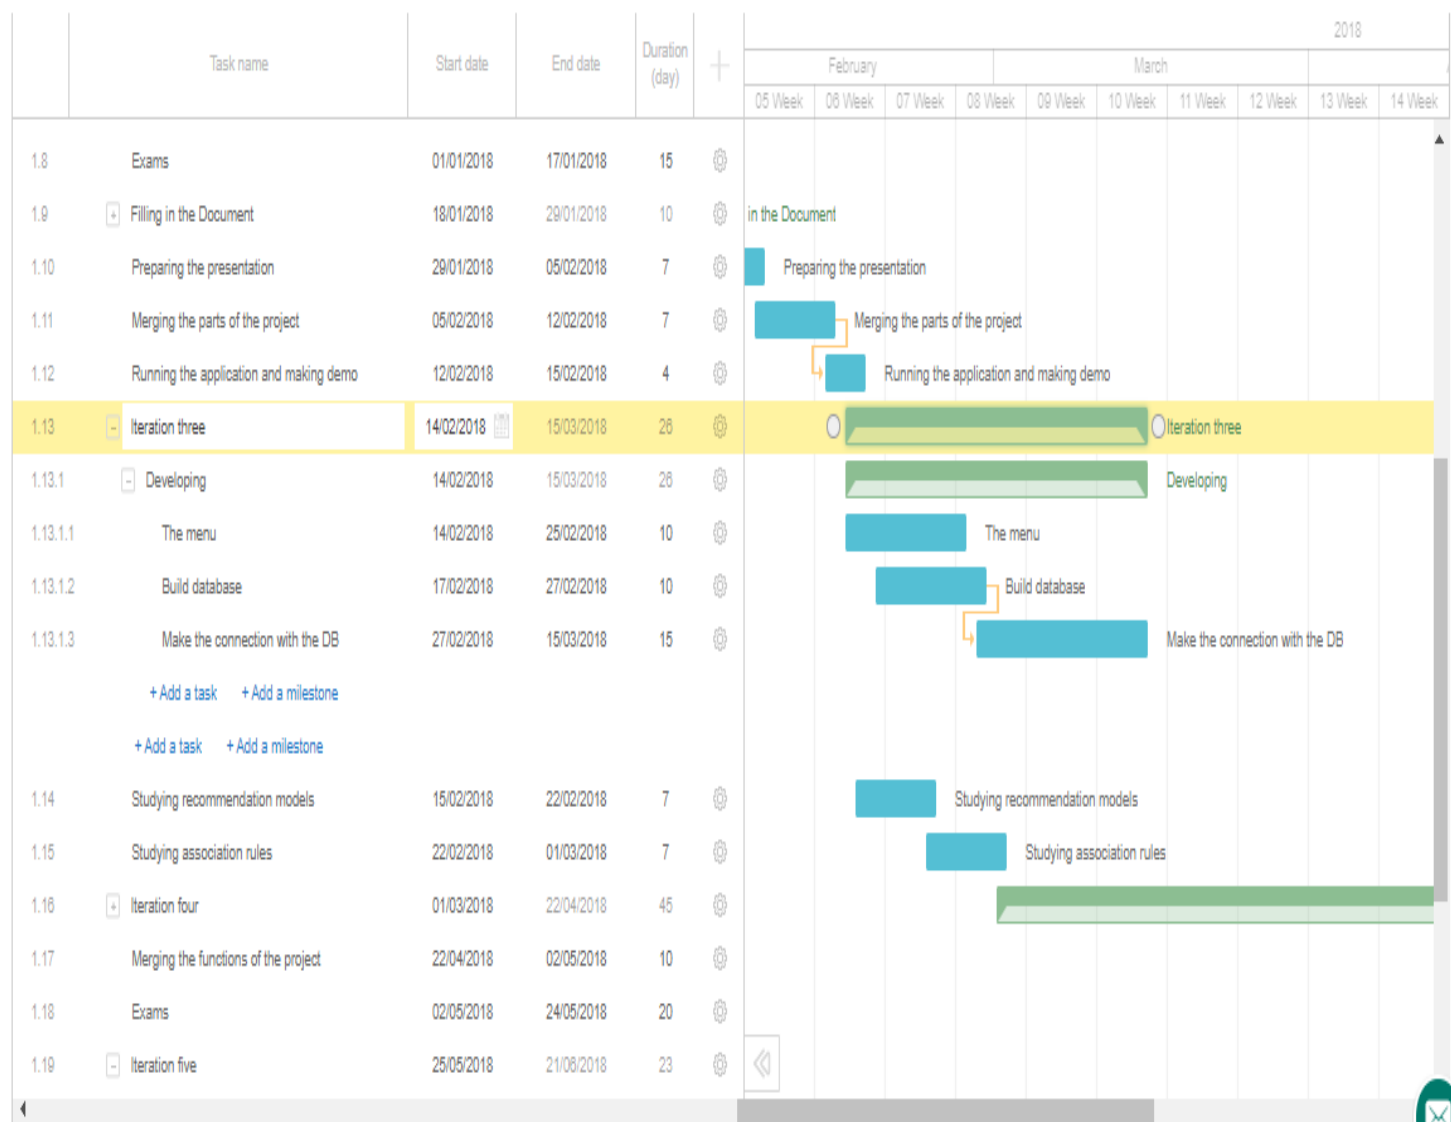 2018
Task name Start date End date Duration (day)
February March
05 Week 06 Week 07 Week 08 Week 09 Week 10 Week 11 Week 12 Week 13 Week 14 Week
1.8 Exams 01/01/2018 17/01/2018 15
1.9 Filling in the Document 18/01/2018 29/01/2018 10 in the Document
1.10 Preparing the presentation 29/01/2018 05/02/2018 7 Preparing the presentation
1.11 Merging the parts of the project 05/02/2018 12/02/2018 7 Merging the parts of the project
1.12 Running the application and making demo 12/02/2018 15/02/2018 4 Running the application and making demo
1.13 Iteration three 14/02/2018 15/03/2018 26 Iteration three
1.13.1 Developing 14/02/2018 15/03/2018 26 Developing
1.13.1.1 The menu 14/02/2018 25/02/2018 10 The menu
1.13.1.2 Build database 17/02/2018 27/02/2018 10 Build database
1.13.1.3 Make the connection with the DB 27/02/2018 15/03/2018 15 Make the connection with the DB
+ Add a task + Add a milestone
+ Add a task + Add a milestone
1.14 Studying recommendation models 15/02/2018 22/02/2018 7 Studying recommendation models
1.15 Studying association rules 22/02/2018 01/03/2018 7 Studying association rules
1.16 Iteration four 01/03/2018 22/04/2018 45
1.17 Merging the functions of the project 22/04/2018 02/05/2018 10
1.18 Exams 02/05/2018 24/05/2018 20
1.19 Iteration five 25/05/2018 21/06/2018 23